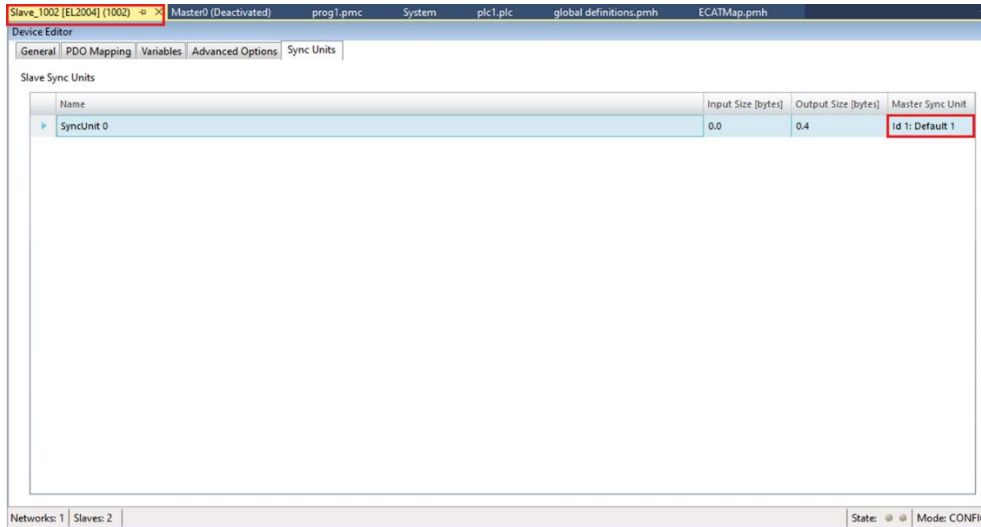 Slave_1002 [EL2004] (1002) Master0 (Deactivated) prog1.pmc System plc1.plc global definitions.pmh ECATMap.pmh
Device Editor
General PDO Mapping Variables Advanced Options Sync Units
Slave Sync Units
Name Input Size [bytes] Output Size [bytes] Master Sync Unit
SyncUnit 0 0.0 0.4 Id 1: Default 1
Networks: 1 Slaves: 2 State: Mode: CONFI